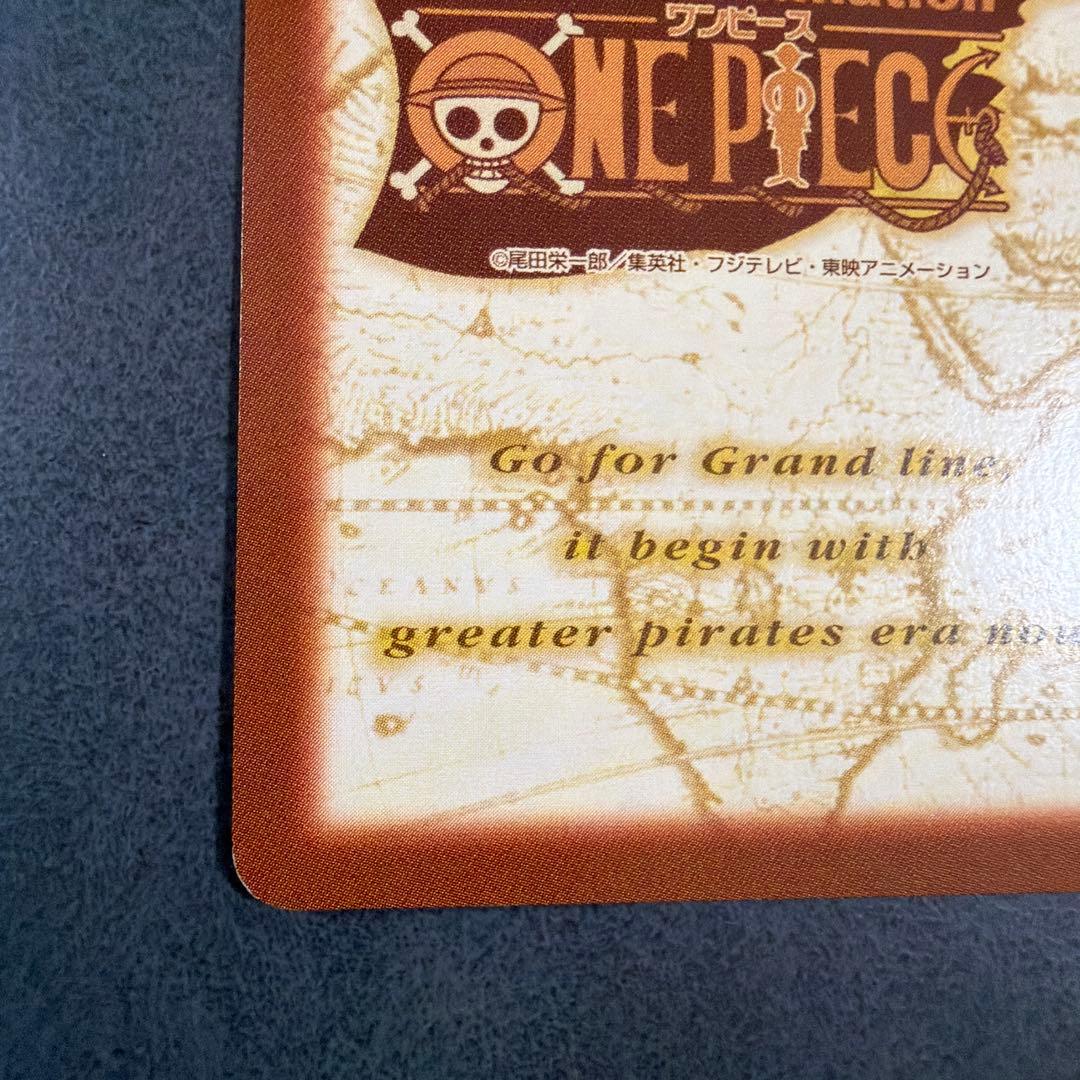 ワンピース
ONE PIECE
©尾田栄一郎/集英社・フジテレビ・東映アニメーション
Go for Grand line,
it begin with
OCEANVS
greater pirates era now